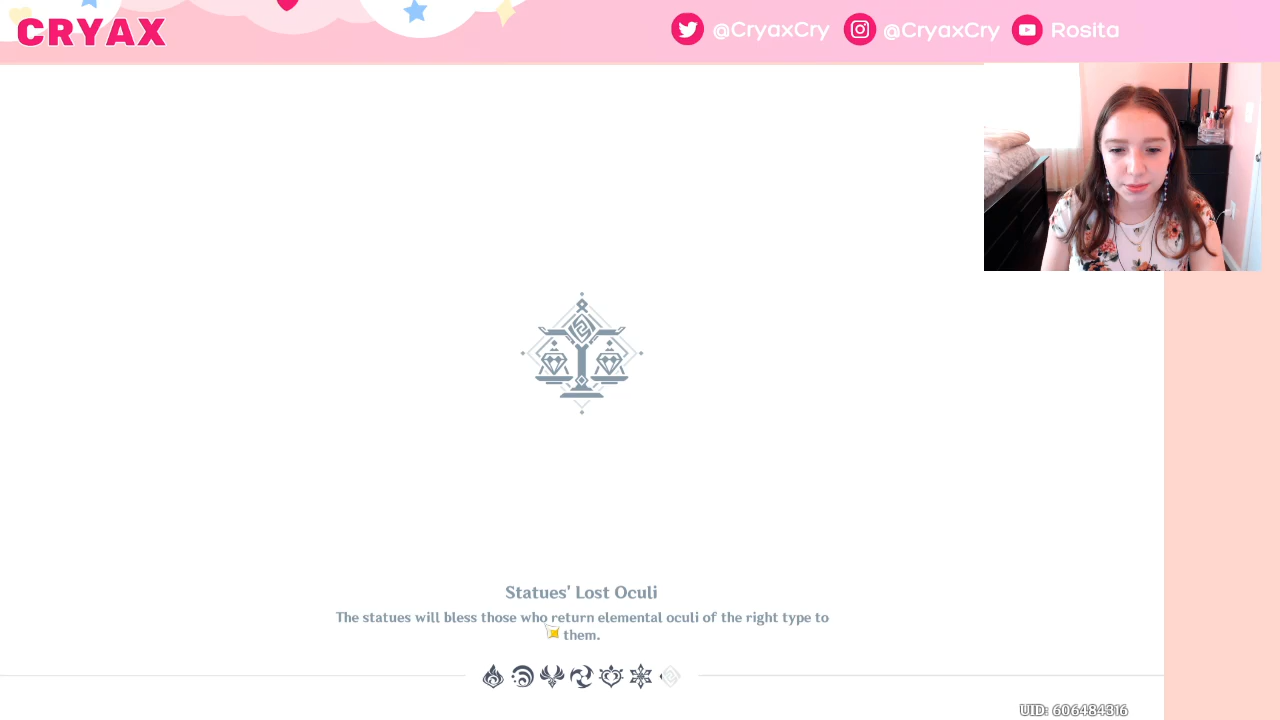 CRYAX
@CryaxCry
@CryaxCry
Rosita
Statues' Lost Oculi
The statues will bless those who return elemental oculi of the right type to
them.
UID: 606484316